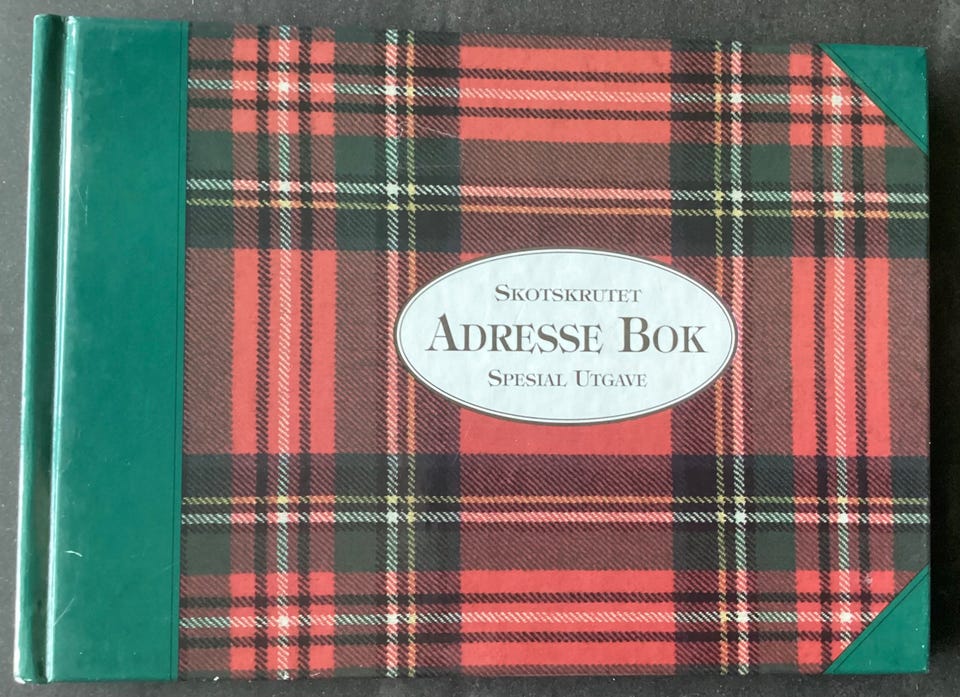 Skotskrutet
Adresse Bok
Spesial Utgave